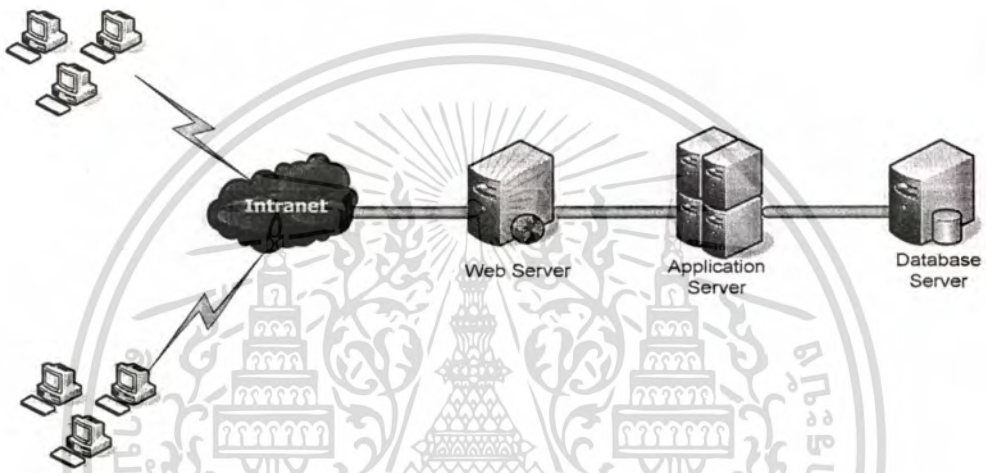 Intranet
Web Server
Application
Server
Database
Server